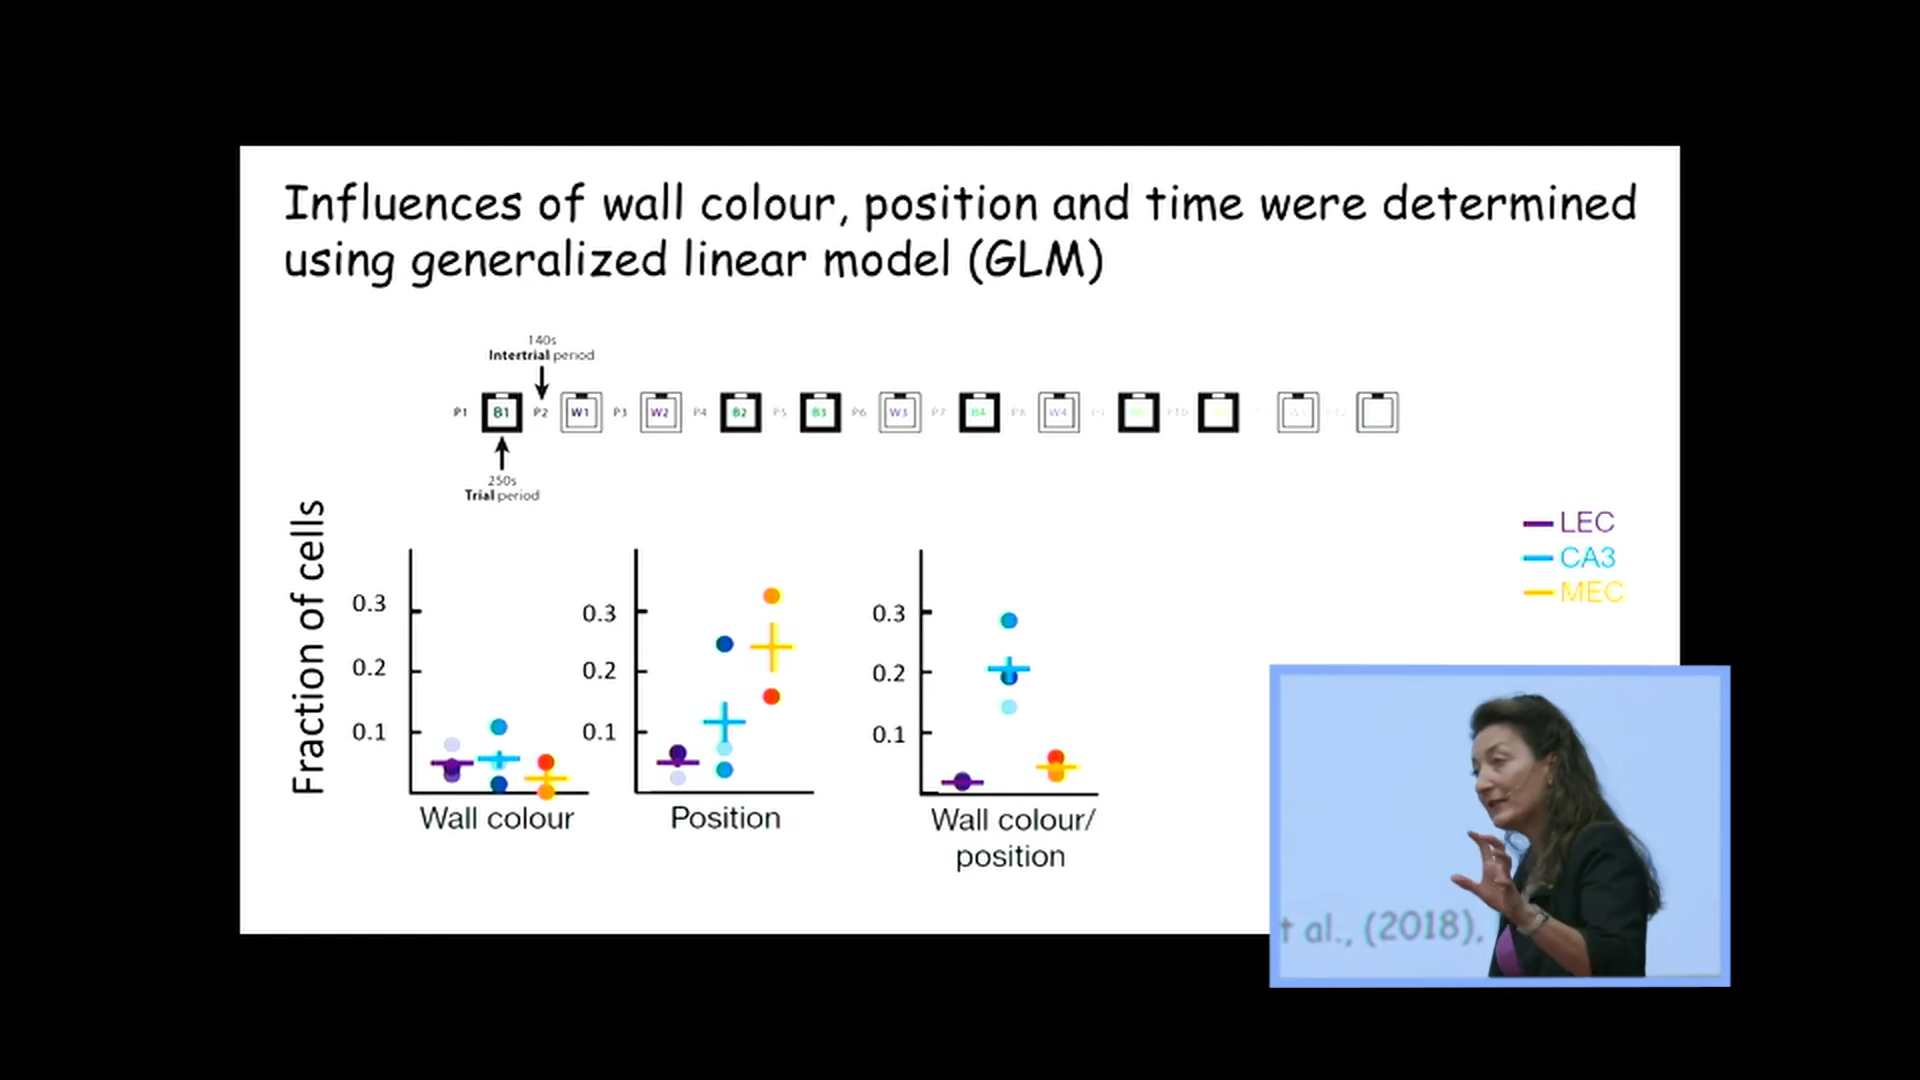 Influences of wall colour, position and time were determined
using generalized linear model (GLM)
140s
Intertrial period
P1 B1 P2 W1 P3 W2 P4 B2 P5 B3 P6 W3 P7 B4 P8 W4 P9 P10
250s
Trial period
LEC
CA3
MEC
Fraction of cells
0.3
0.2
0.1
Wall colour
0.3
0.2
0.1
Position
0.3
0.2
0.1
Wall colour/
position
t al., (2018).